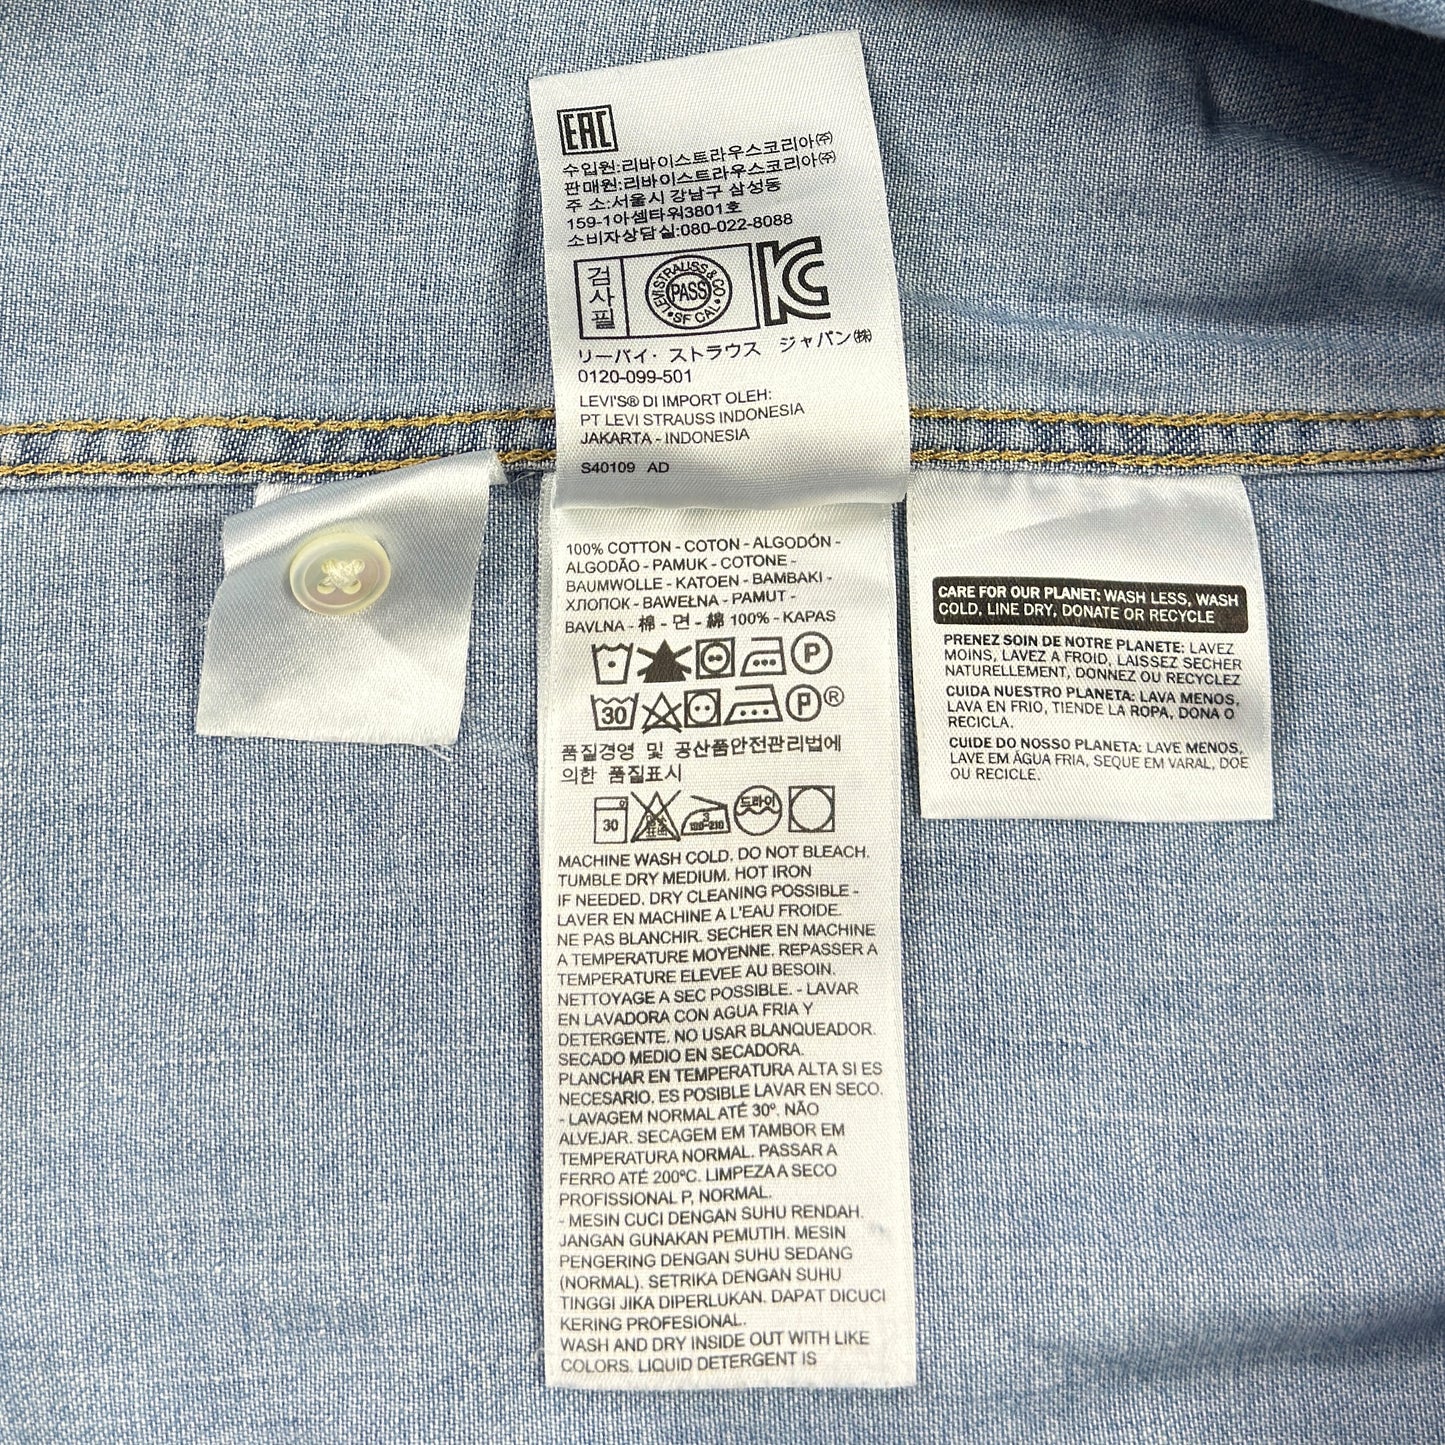 EAC
수입원:리바이스트라우스코리아㈜
판매원:리바이스트라우스코리아㈜
주 소:서울시 강남구 삼성동
159-1아셈타워3801호
소비자상담실:080-022-8088
검사필
LEVI STRAUSS & CO
PASS
SF CAL
リーバイ・ストラウス ジャパン㈱
0120-099-501
LEVI'S® DI IMPORT OLEH:
PT LEVI STRAUSS INDONESIA
JAKARTA - INDONESIA
S40109 AD
100% COTTON - COTON - ALGODÓN -
ALGODÃO - PAMUK - COTONE -
BAUMWOLLE - KATOEN - BAMBAKI -
ХЛОПОК - BAWEŁNA - PAMUT -
BAVLNA - 棉 - 면 - 綿 100% - KAPAS
P
30 P®
품질경영 및 공산품안전관리법에
의한 품질표시
30 3 180-210 드라이
MACHINE WASH COLD. DO NOT BLEACH.
TUMBLE DRY MEDIUM. HOT IRON
IF NEEDED. DRY CLEANING POSSIBLE -
LAVER EN MACHINE A L'EAU FROIDE.
NE PAS BLANCHIR. SECHER EN MACHINE
A TEMPERATURE MOYENNE. REPASSER A
TEMPERATURE ELEVEE AU BESOIN.
NETTOYAGE A SEC POSSIBLE. - LAVAR
EN LAVADORA CON AGUA FRIA Y
DETERGENTE. NO USAR BLANQUEADOR.
SECADO MEDIO EN SECADORA.
PLANCHAR EN TEMPERATURA ALTA SI ES
NECESARIO. ES POSIBLE LAVAR EN SECO.
- LAVAGEM NORMAL ATÉ 30º. NÃO
ALVEJAR. SECAGEM EM TAMBOR EM
TEMPERATURA NORMAL. PASSAR A
FERRO ATÉ 200ºC. LIMPEZA A SECO
PROFISSIONAL P, NORMAL.
- MESIN CUCI DENGAN SUHU RENDAH.
JANGAN GUNAKAN PEMUTIH. MESIN
PENGERING DENGAN SUHU SEDANG
(NORMAL). SETRIKA DENGAN SUHU
TINGGI JIKA DIPERLUKAN. DAPAT DICUCI
KERING PROFESIONAL.
WASH AND DRY INSIDE OUT WITH LIKE
COLORS. LIQUID DETERGENT IS
CARE FOR OUR PLANET: WASH LESS, WASH
COLD, LINE DRY, DONATE OR RECYCLE
PRENEZ SOIN DE NOTRE PLANETE: LAVEZ
MOINS, LAVEZ A FROID, LAISSEZ SECHER
NATURELLEMENT, DONNEZ OU RECYCLEZ
CUIDA NUESTRO PLANETA: LAVA MENOS,
LAVA EN FRIO, TIENDE LA ROPA, DONA O
RECICLA.
CUIDE DO NOSSO PLANETA: LAVE MENOS,
LAVE EM ÁGUA FRIA, SEQUE EM VARAL, DOE
OU RECICLE.